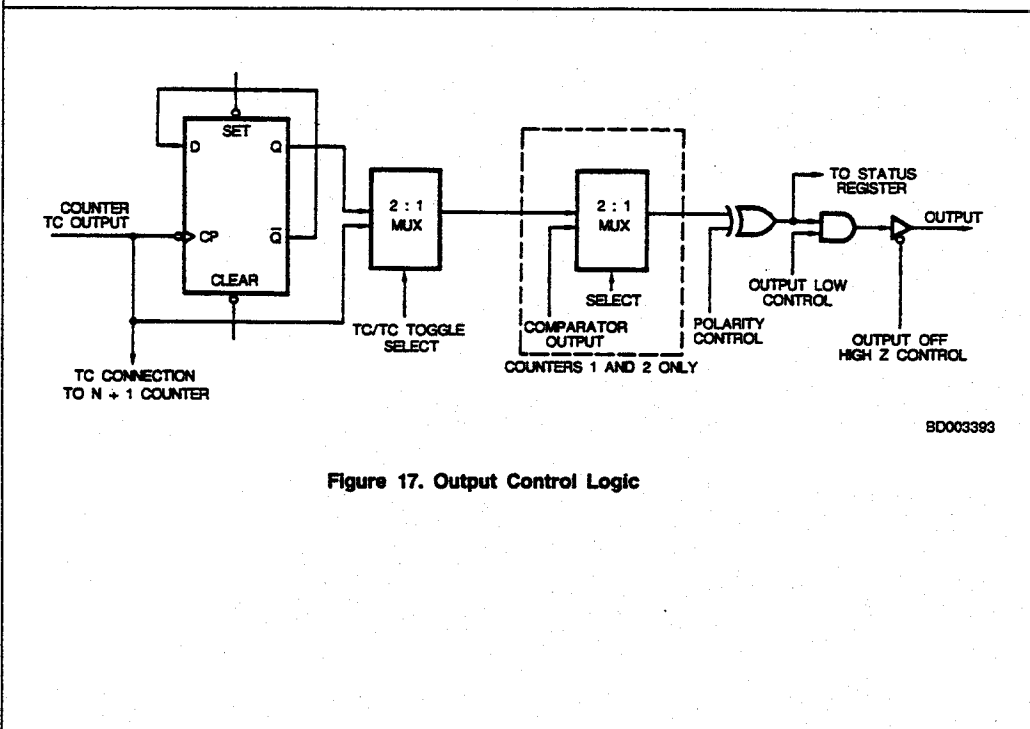 SET
D
Q
COUNTER
TC OUTPUT
CP
Q̅
CLEAR
2 : 1
MUX
TC/TC TOGGLE
SELECT
TC CONNECTION
TO N + 1 COUNTER
2 : 1
MUX
SELECT
COMPARATOR
OUTPUT
COUNTERS 1 AND 2 ONLY
POLARITY
CONTROL
TO STATUS
REGISTER
OUTPUT LOW
CONTROL
OUTPUT
OUTPUT OFF
HIGH Z CONTROL
BD003393
Figure 17. Output Control Logic